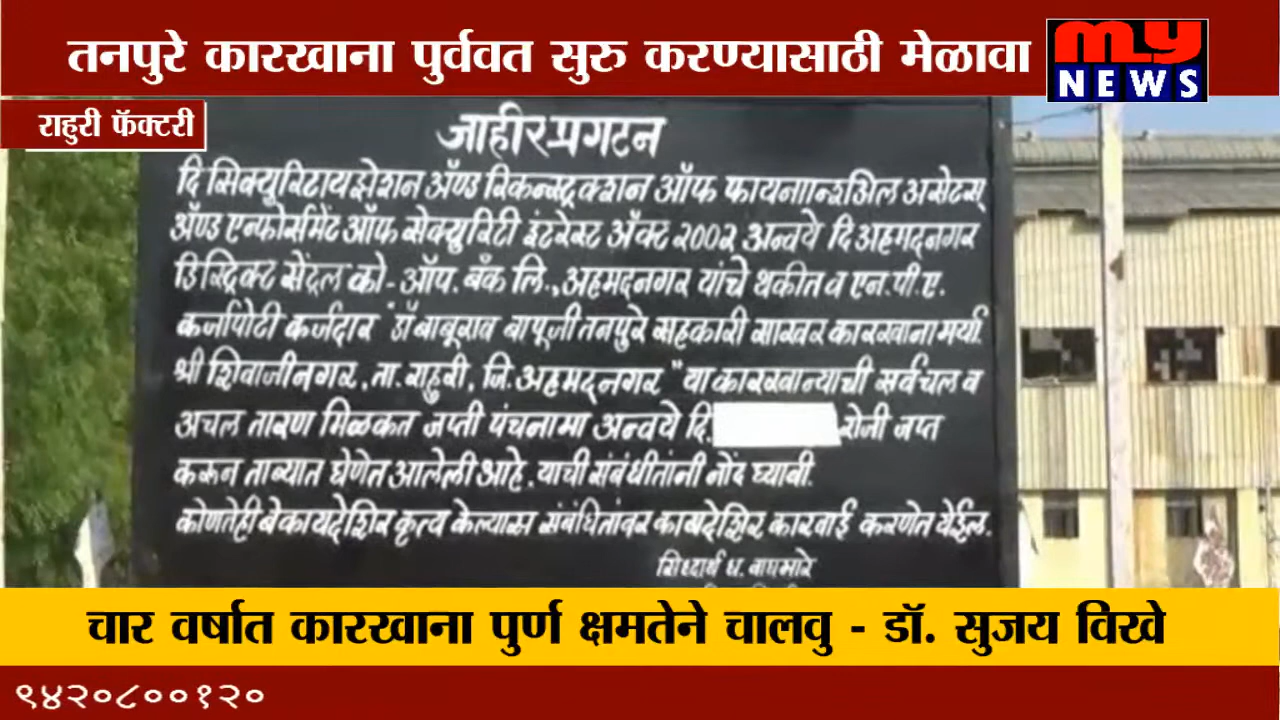 तनपुरे कारखाना पुर्ववत सुरु करण्यासाठी मेळावा
my
NEWS
राहुरी फॅक्टरी
जाहीर प्रगटन
दि सिक्युरिटायझेशन अँण्ड रिकन्स्ट्रक्शन ऑफ फायनान्शिअल असेटस्
अँण्ड एन्फोर्समेंट ऑफ सेक्युरिटी इंटरेस्ट अँक्ट २००२ अन्वये दि अहमदनगर
डिस्ट्रिक्ट सेंट्रल को- ऑप. बँक लि., अहमदनगर यांचे थकीत व एन.पी.ए.
कर्जापोटी कर्जदार "डॉ बाबूराव बापूजी तनपुरे सहकारी साखर कारखाना मर्या
श्री शिवाजीनगर, ता. राहुरी, जि. अहमदनगर" या कारखान्याची सर्व चल व
अचल तारण मिळकत जप्ती पंचनामा अन्वये दि. रोजी जप्त
करून ताब्यात घेणेत आलेली आहे. याची संबंधीतांनी नोंद घ्यावी.
कोणतेही बेकायदेशिर कृत्य केल्यास संबंधितांवर कायदेशिर कारवाई करणेत येईल.
सिध्दार्थ ध. वाघमारे
चार वर्षात कारखाना पुर्ण क्षमतेने चालवु - डॉ. सुजय विखे
९४२०८००१२०